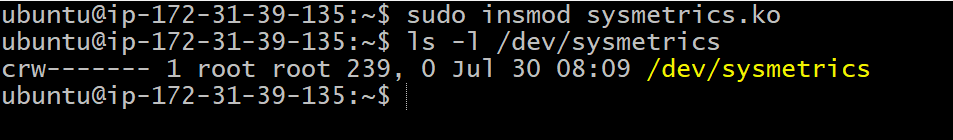 ubuntu@ip-172-31-39-135:~$ sudo insmod sysmetrics.ko
ubuntu@ip-172-31-39-135:~$ ls -l /dev/sysmetrics
crw------- 1 root root 239, 0 Jul 30 08:09 /dev/sysmetrics
ubuntu@ip-172-31-39-135:~$